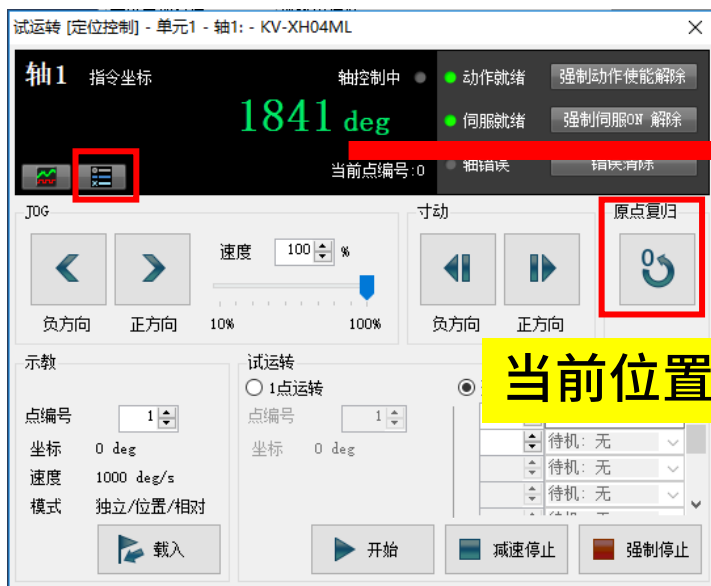 试运转 [定位控制] - 单元1 - 轴1: - KV-XH04ML
轴1 指令坐标 轴控制中 动作就绪 强制动作使能解除
1841 deg 伺服就绪 强制伺服ON 解除
当前点编号:0 轴错误 错误清除
JOG 寸动 原点复归
速度 100 %
负方向 正方向 10% 100% 负方向 正方向
示教 试运转
1点运转
当前位置
点编号 1 点编号 1
坐标 0 deg 坐标 0 deg 待机: 无
速度 1000 deg/s 待机: 无
模式 独立/位置/相对 待机: 无
载入 开始 减速停止 强制停止